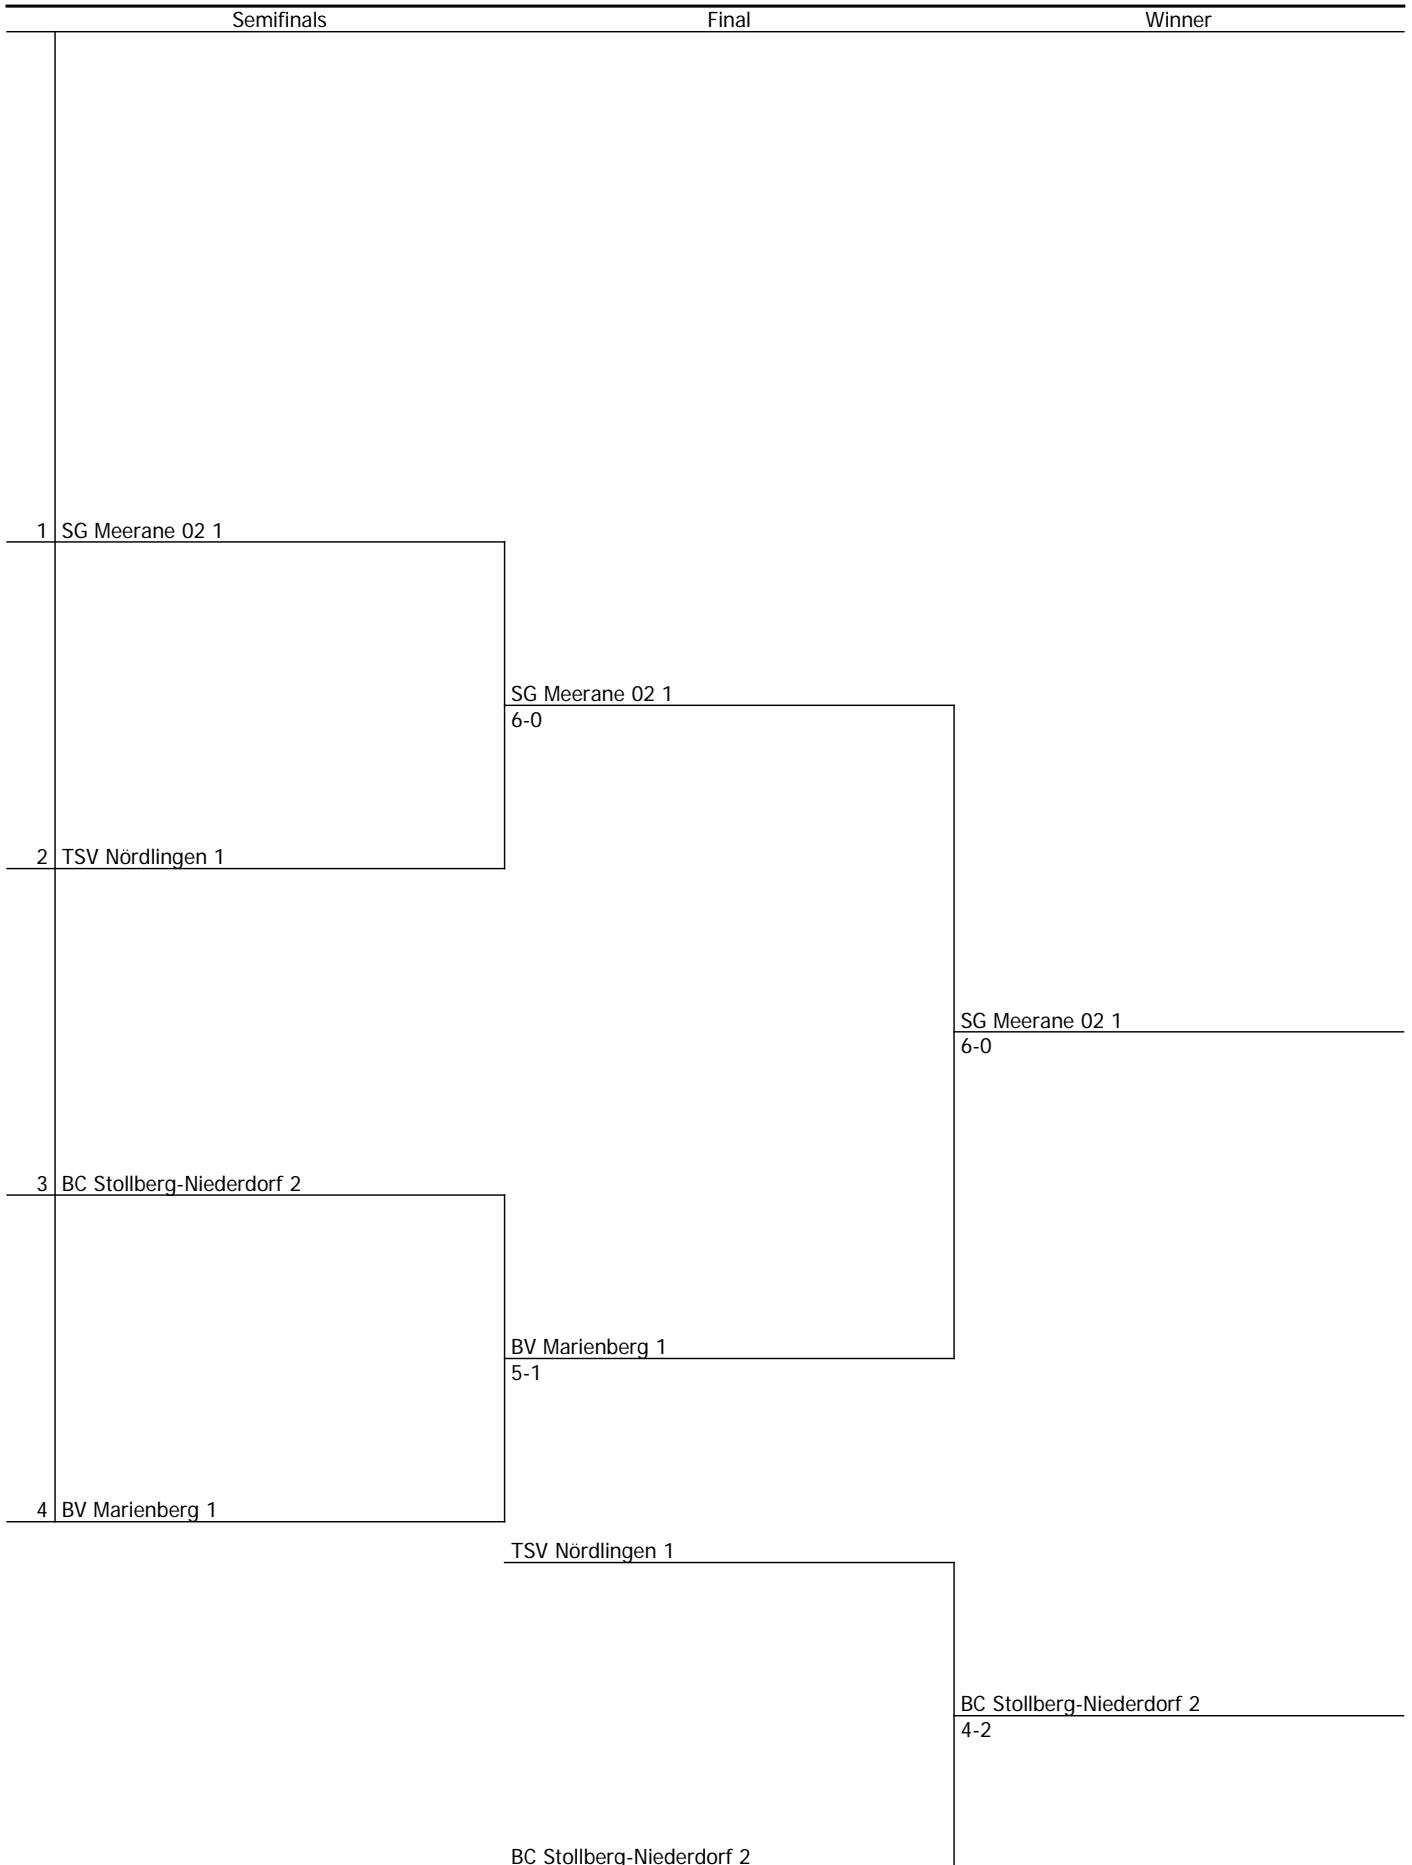 Semifinals Final Winner
1 SG Meerane 02 1
SG Meerane 02 1
6-0
2 TSV Nördlingen 1
SG Meerane 02 1
6-0
3 BC Stollberg-Niederdorf 2
BV Marienberg 1
5-1
4 BV Marienberg 1
TSV Nördlingen 1
BC Stollberg-Niederdorf 2
4-2
BC Stollberg-Niederdorf 2